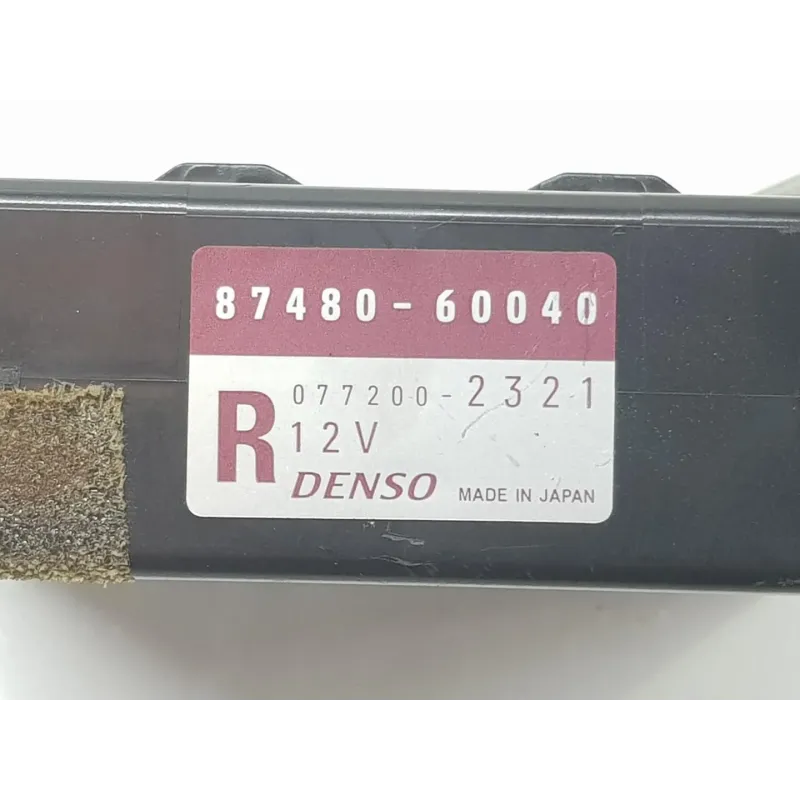 87480-60040
R 077200-2321
12V
DENSO MADE IN JAPAN